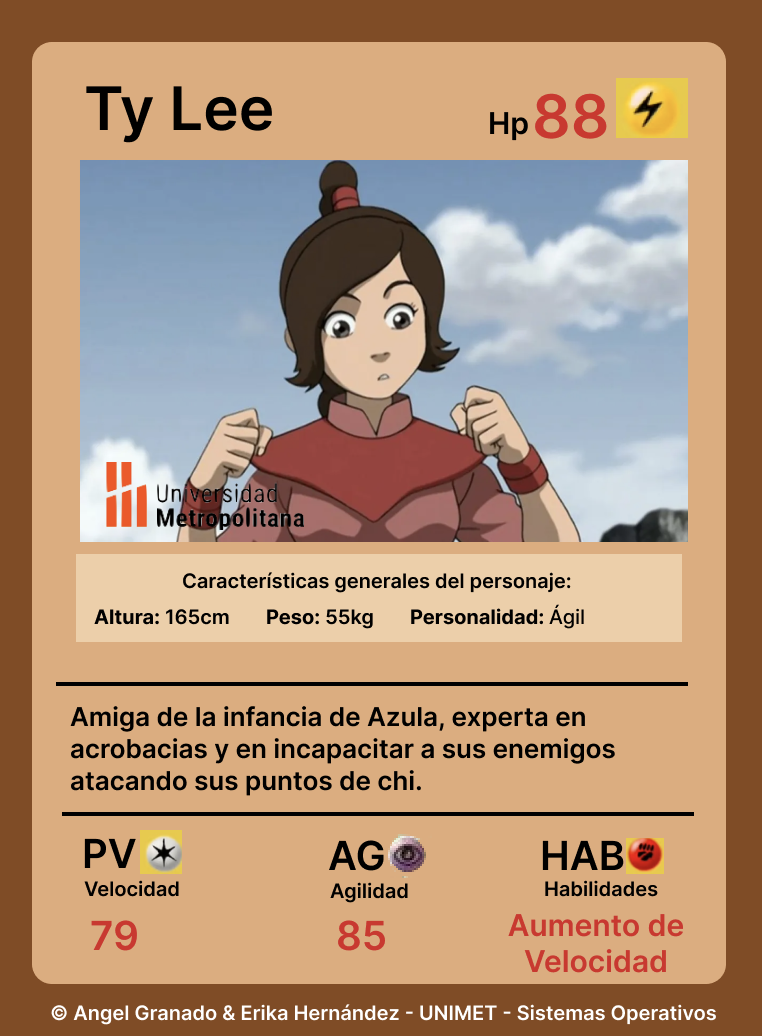 Ty Lee
Hp 88
Universidad
Metropolitana
Características generales del personaje:
Altura: 165cm Peso: 55kg Personalidad: Ágil
Amiga de la infancia de Azula, experta en
acrobacias y en incapacitar a sus enemigos
atacando sus puntos de chi.
PV AG HAB
Velocidad Agilidad Habilidades
79 85 Aumento de
Velocidad
© Angel Granado & Erika Hernández - UNIMET - Sistemas Operativos